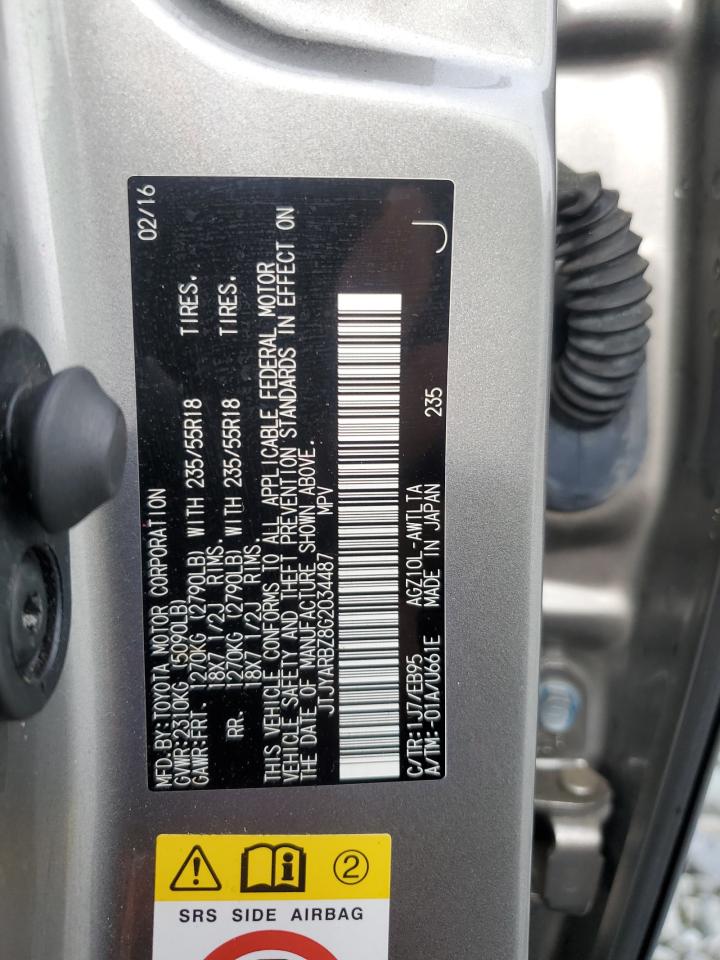 MFD.BY:TOYOTA MOTOR CORPORATION 02/16
GVWR:2310KG (5090LB)
GAWR:FRT. 1270KG (2790LB) WITH 235/55R18 TIRES.
18X7 1/2J RIMS.
RR. 1270KG (2790LB) WITH 235/55R18 TIRES.
18X7 1/2J RIMS.
THIS VEHICLE CONFORMS TO ALL APPLICABLE FEDERAL MOTOR
VEHICLE SAFETY AND THEFT PREVENTION STANDARDS IN EFFECT ON
THE DATE OF MANUFACTURE SHOWN ABOVE.
JTJYARBZ8G2034487 MPV
C/TR:1J7/EB95 AGZ10L-AWTLTA 235
A/TM:-01A/U661E MADE IN JAPAN
J
2
SRS SIDE AIRBAG